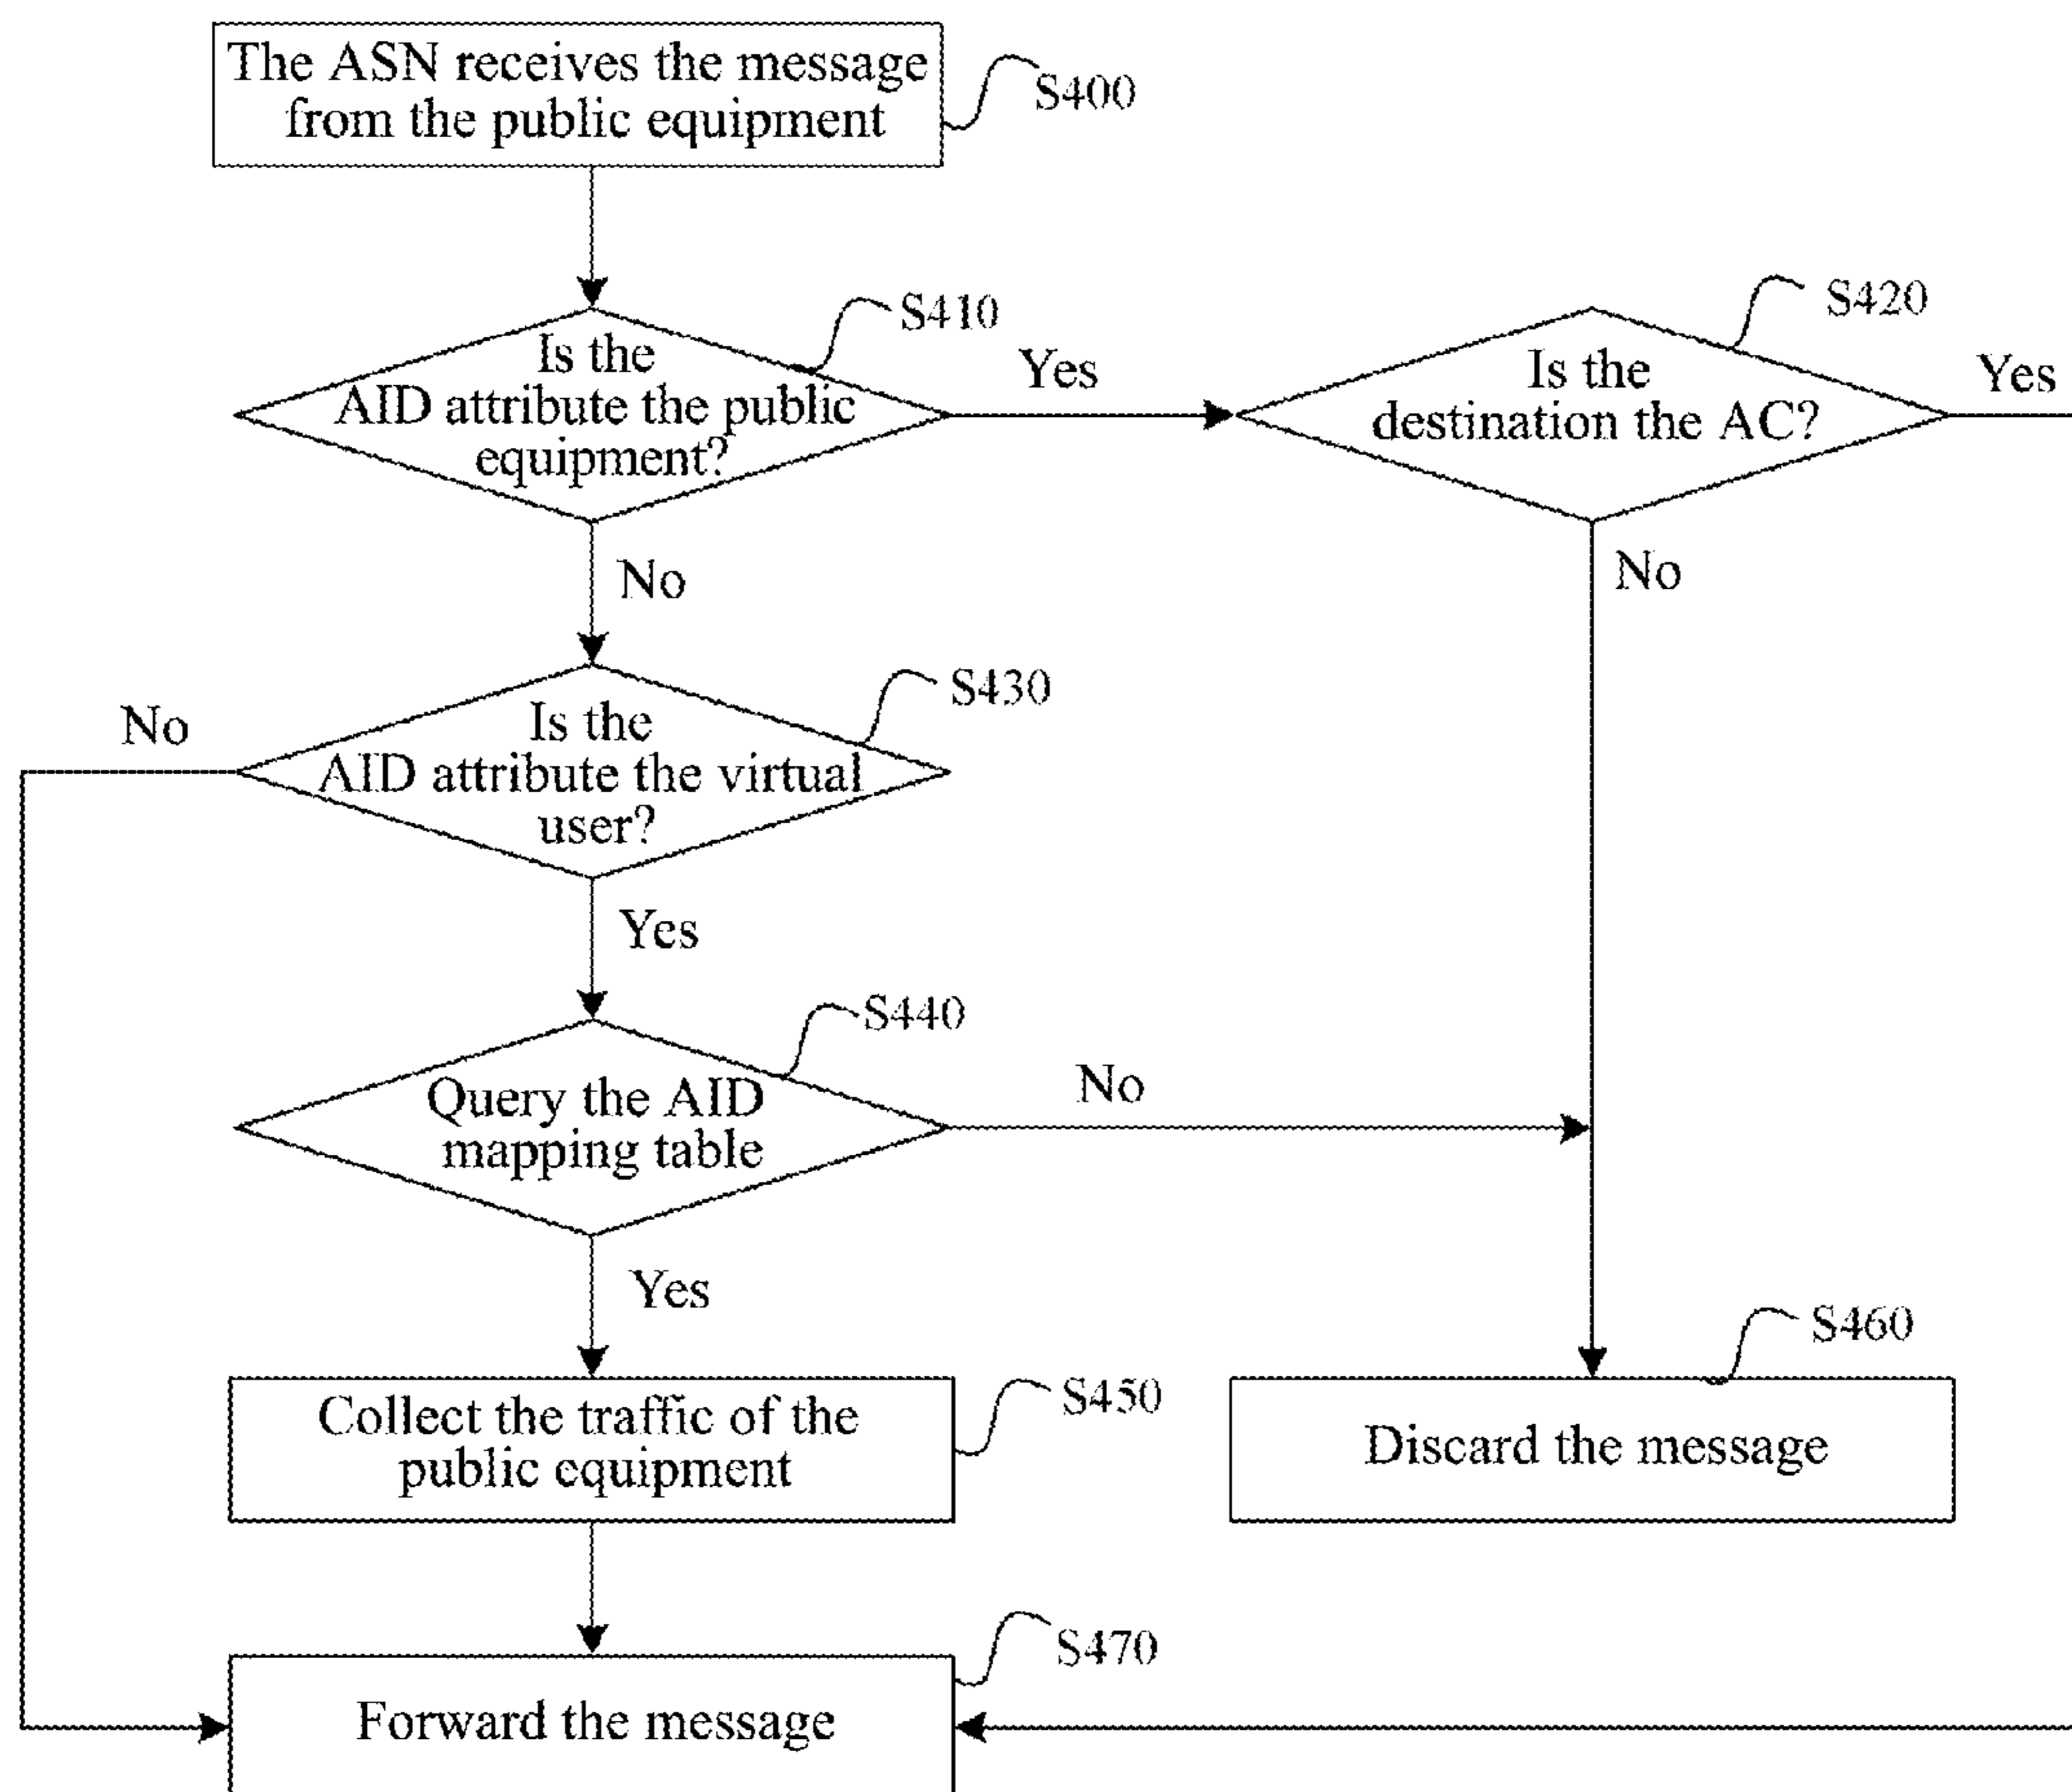 The ASN receives the message
from the public equipment
S400
Is the
AID attribute the public
equipment?
S410
Yes
Is the
destination the AC?
S420
Yes
No
No
Is the
AID attribute the virtual
user?
S430
No
Yes
Query the AID
mapping table
S440
No
Yes
Collect the traffic of the
public equipment
S450
Discard the message
S460
Forward the message
S470